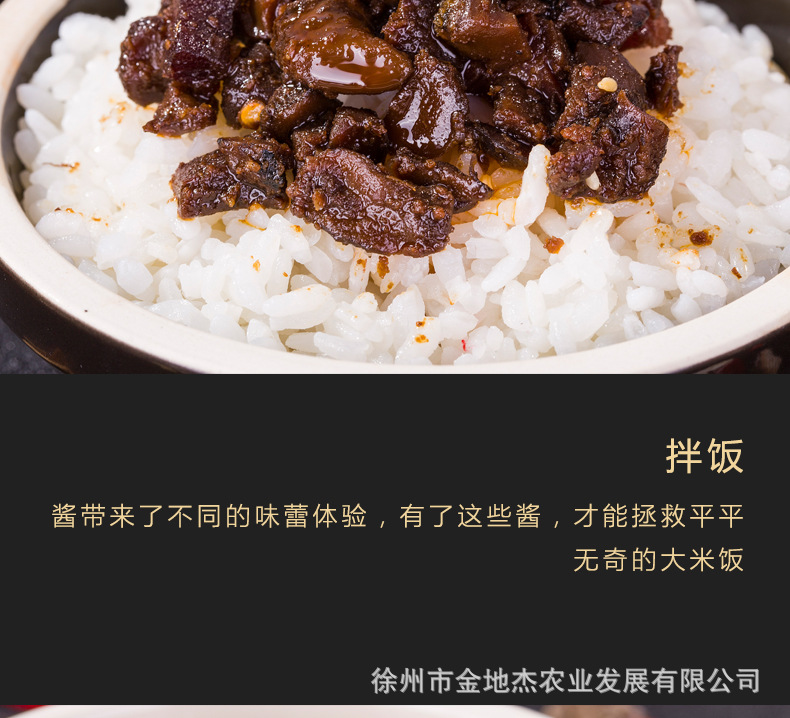 拌饭
酱带来了不同的味蕾体验，有了这些酱，才能拯救平平
无奇的大米饭
徐州市金地杰农业发展有限公司